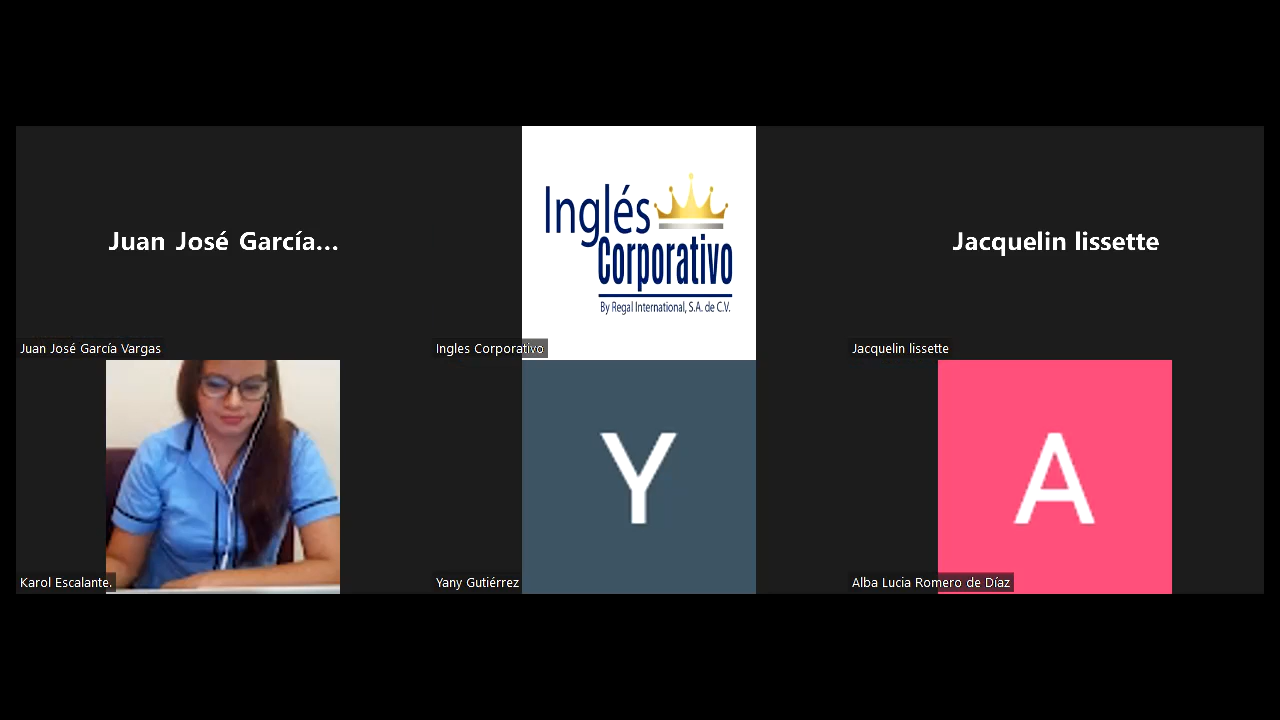 Juan José García...
Inglés
Corporativo
By Regal International, S.A. de C.V.
Jacquelin lissette
Juan José García Vargas
Ingles Corporativo
Jacquelin lissette
Y
A
Karol Escalante.
Yany Gutiérrez
Alba Lucia Romero de Díaz